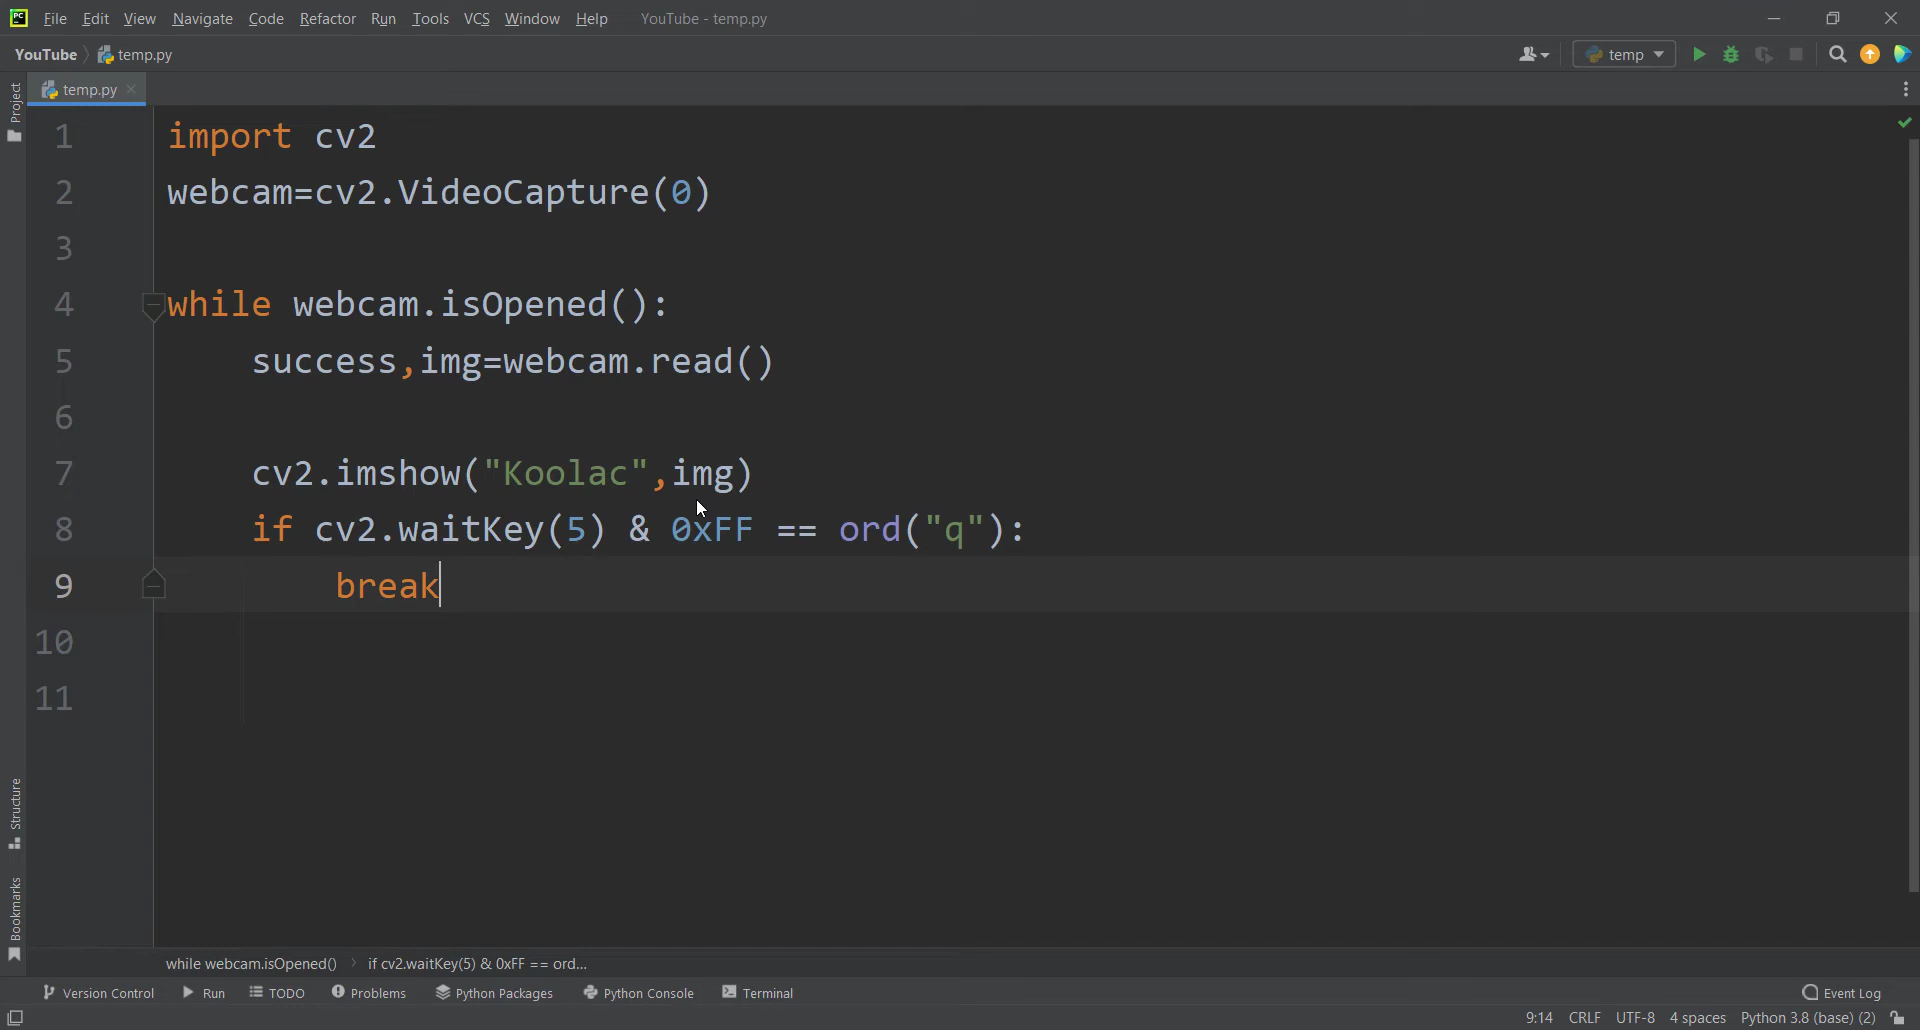 PC File Edit View Navigate Code Refactor Run Tools VCS Window Help YouTube - temp.py
YouTube temp.py temp
temp.py
Project
1 import cv2
2 webcam=cv2.VideoCapture(0)
3
4 while webcam.isOpened():
5 success,img=webcam.read()
6
7 cv2.imshow("Koolac",img)
8 if cv2.waitKey(5) & 0xFF == ord("q"):
9 break
10
11
Structure
Bookmarks
while webcam.isOpened() if cv2.waitKey(5) & 0xFF == ord...
Version Control Run TODO Problems Python Packages Python Console Terminal Event Log
9:14 CRLF UTF-8 4 spaces Python 3.8 (base) (2)